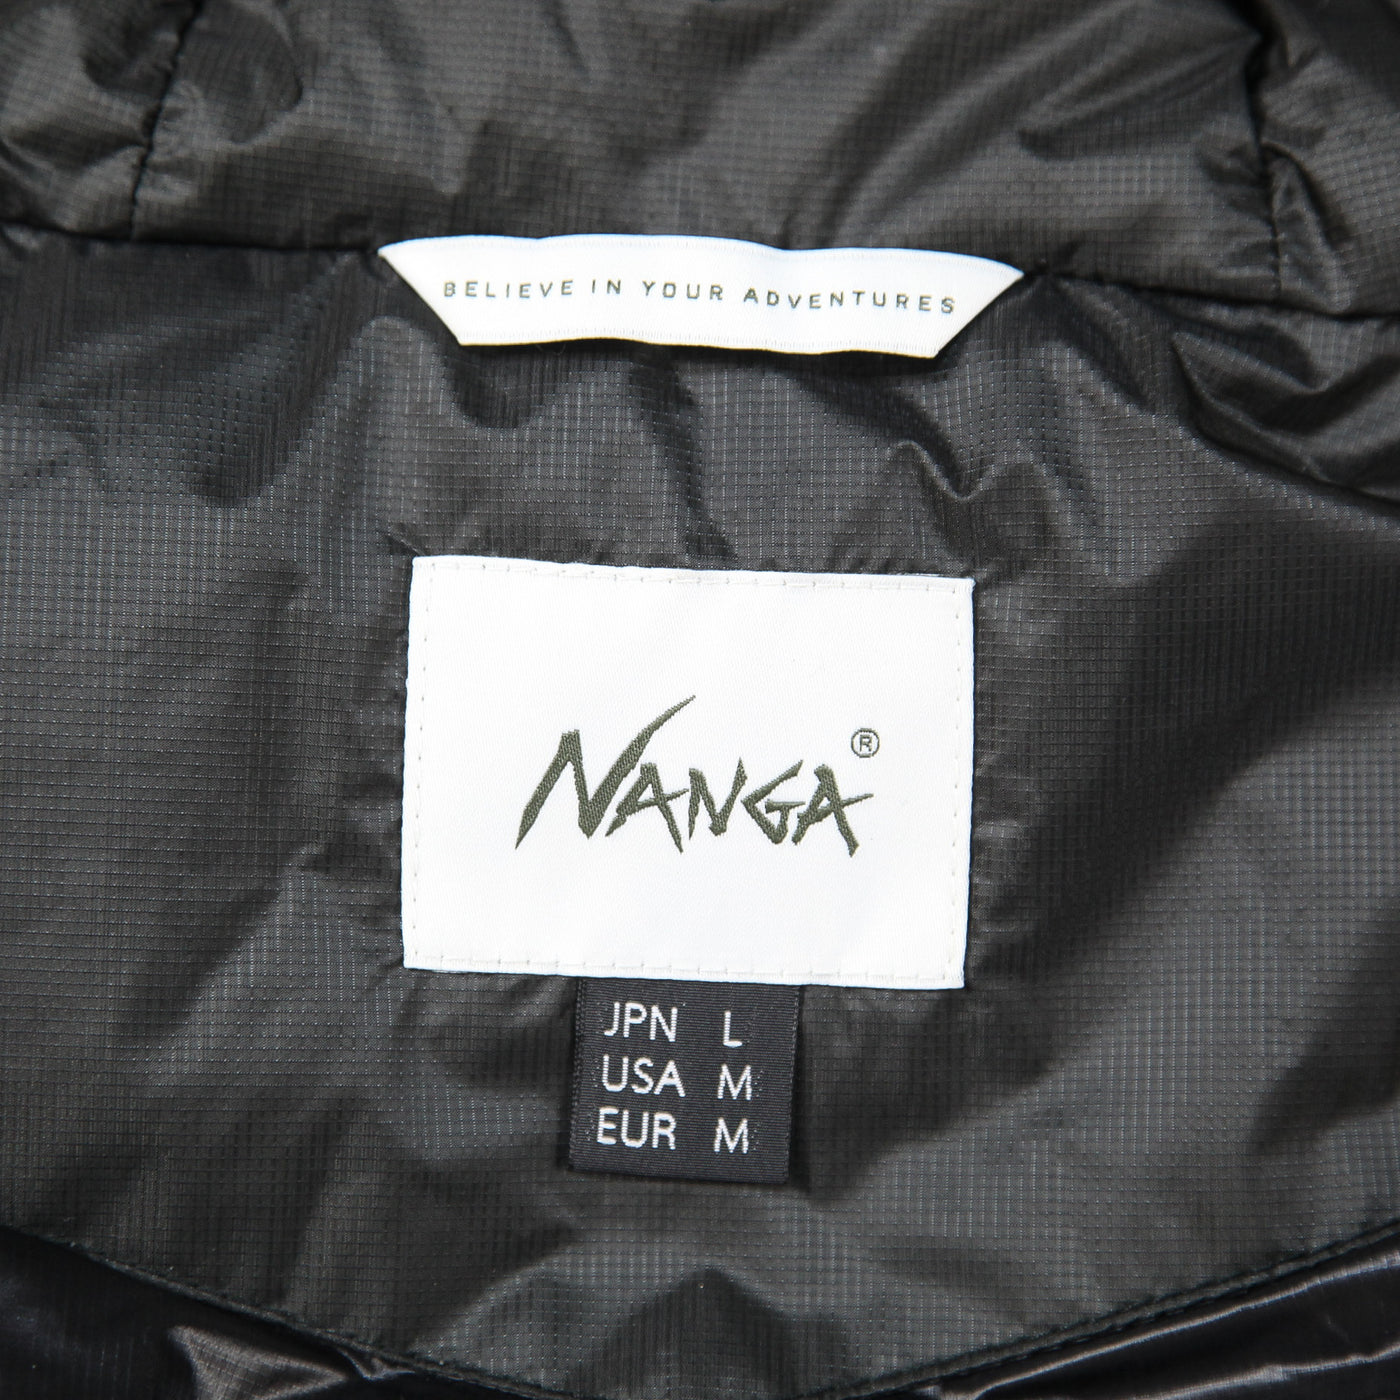 BELIEVE IN YOUR ADVENTURES
NANGA®
JPN L
USA M
EUR M